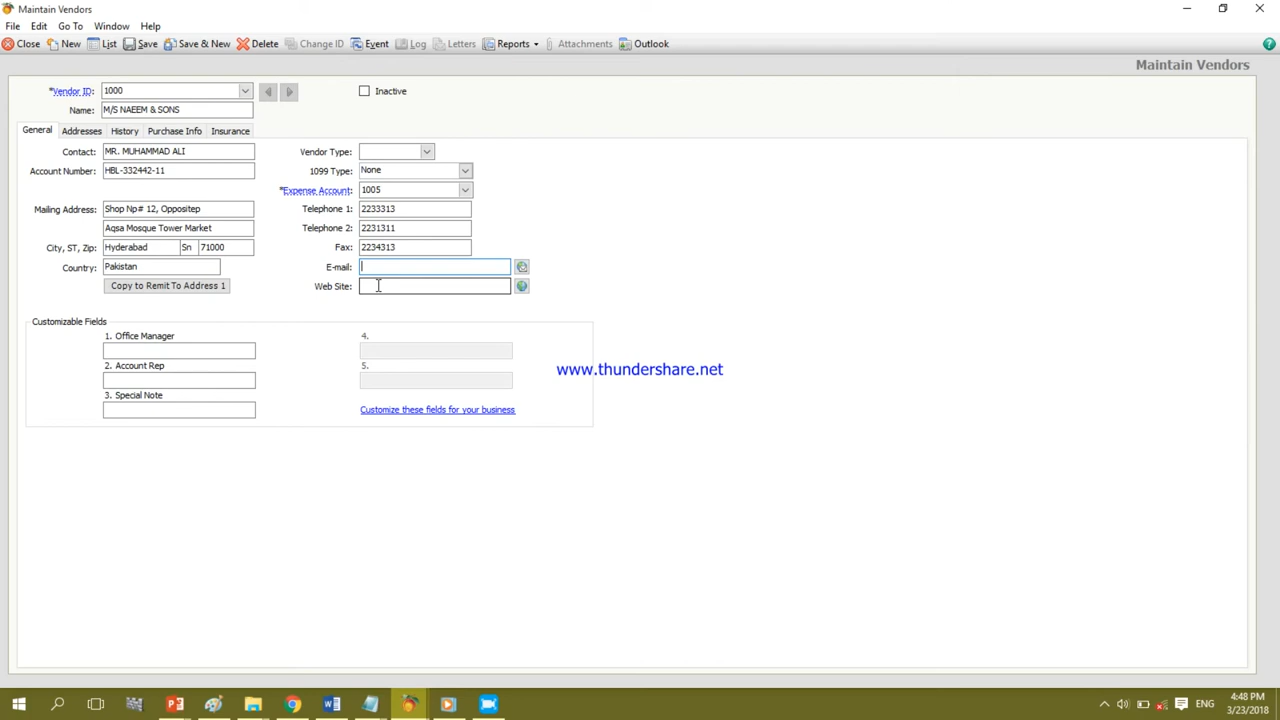 Maintain Vendors
File Edit Go To Window Help
Close New List Save Save & New Delete Change ID Event Log Letters Reports Attachments Outlook
Maintain Vendors
*Vendor ID: 1000 Inactive
Name: M/S NAEEM & SONS
General Addresses History Purchase Info Insurance
Contact: MR. MUHAMMAD ALI Vendor Type:
Account Number: HBL-332442-11 1099 Type: None
*Expense Account: 1005
Mailing Address: Shop Np# 12, Oppositep Telephone 1: 2233313
Aqsa Mosque Tower Market Telephone 2: 2231311
City, ST, Zip: Hyderabad Sn 71000 Fax: 2234313
Country: Pakistan E-mail:
Copy to Remit To Address 1 Web Site:
Customizable Fields
1. Office Manager 4.
2. Account Rep 5.
3. Special Note
Customize these fields for your business
www.thundershare.net
ENG 4:48 PM
3/23/2018